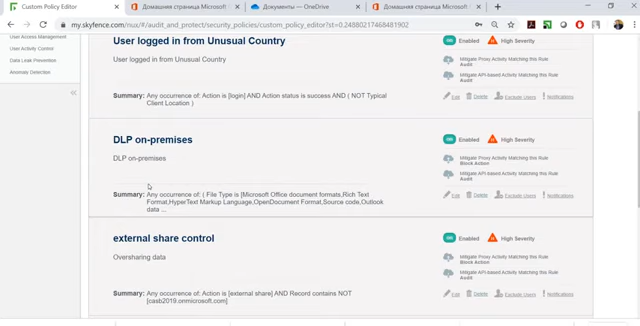 Custom Policy Editor
Домашняя страница Microsoft Of
Документы — OneDrive
Домашняя страница Microsoft Of
my.skyfence.com/nux/#/audit_and_protect/security_policies/custom_policy_editor?st=0.24880217468481902
User Access Management
User Activity Control
Data Leak Prevention
Anomaly Detection
User logged in from Unusual Country
User logged in from Unusual Country
Enabled
High Severity
Mitigate Proxy Activity Matching this Rule
Audit
Mitigate API-based Activity Matching this Rule
Audit
Summary: Any occurrence of: Action is [login] AND Action status is success AND ( NOT Typical
Client Location )
Edit Delete Exclude Users Notifications
DLP on-premises
DLP on-premises
Enabled
High Severity
Mitigate Proxy Activity Matching this Rule
Audit
Mitigate API-based Activity Matching this Rule
Audit
Summary: Any occurrence of: ( File Type is [Microsoft Office document formats,Rich Text
Format,HyperText Markup Language,OpenDocument Format,Source code,Outlook
data ...
Edit Delete Exclude Users Notifications
external share control
Oversharing data
Enabled
High Severity
Mitigate Proxy Activity Matching this Rule
Block Action
Mitigate API-based Activity Matching this Rule
Audit
Summary: Any occurrence of: Action is [external share] AND Record contains NOT
[casb2019.onmicrosoft.com]
Edit Delete Exclude Users Notifications